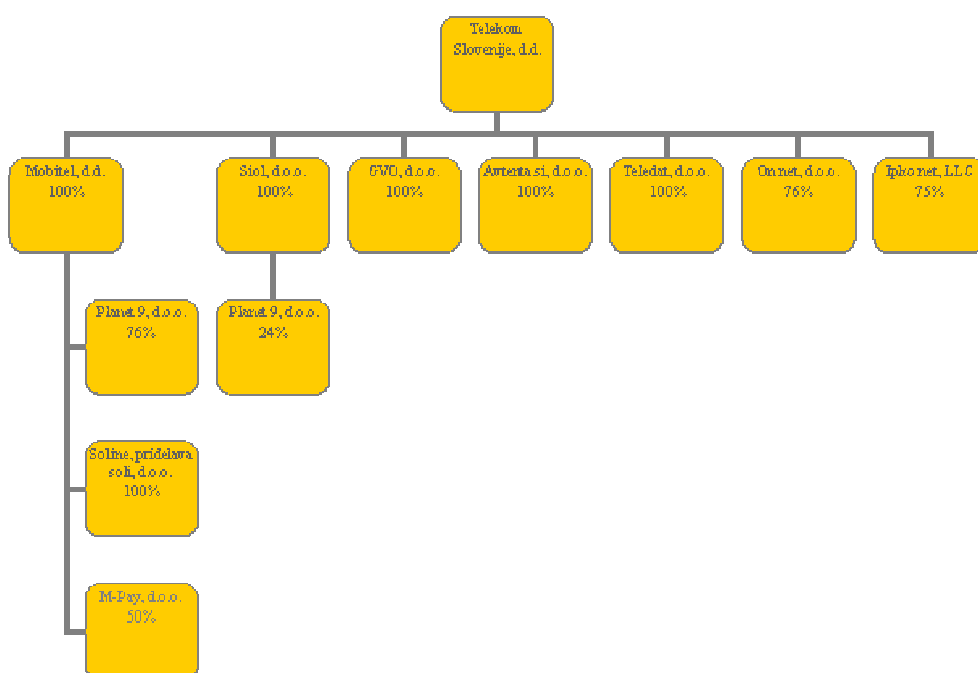 Telekom
Slovenije, d.d.
Mobitel, d.d.
100%
Siol, d.o.o.
100%
GVO, d.o.o.
100%
Avtenta.si, d.o.o.
100%
Teledat, d.o.o.
100%
On net, d.o.o.
76%
Ipko net, LLC
75%
Planet 9, d.o.o.
76%
Planet 9, d.o.o.
24%
Soline, pridelava
soli, d.o.o.
100%
M-Pay, d.o.o.
50%